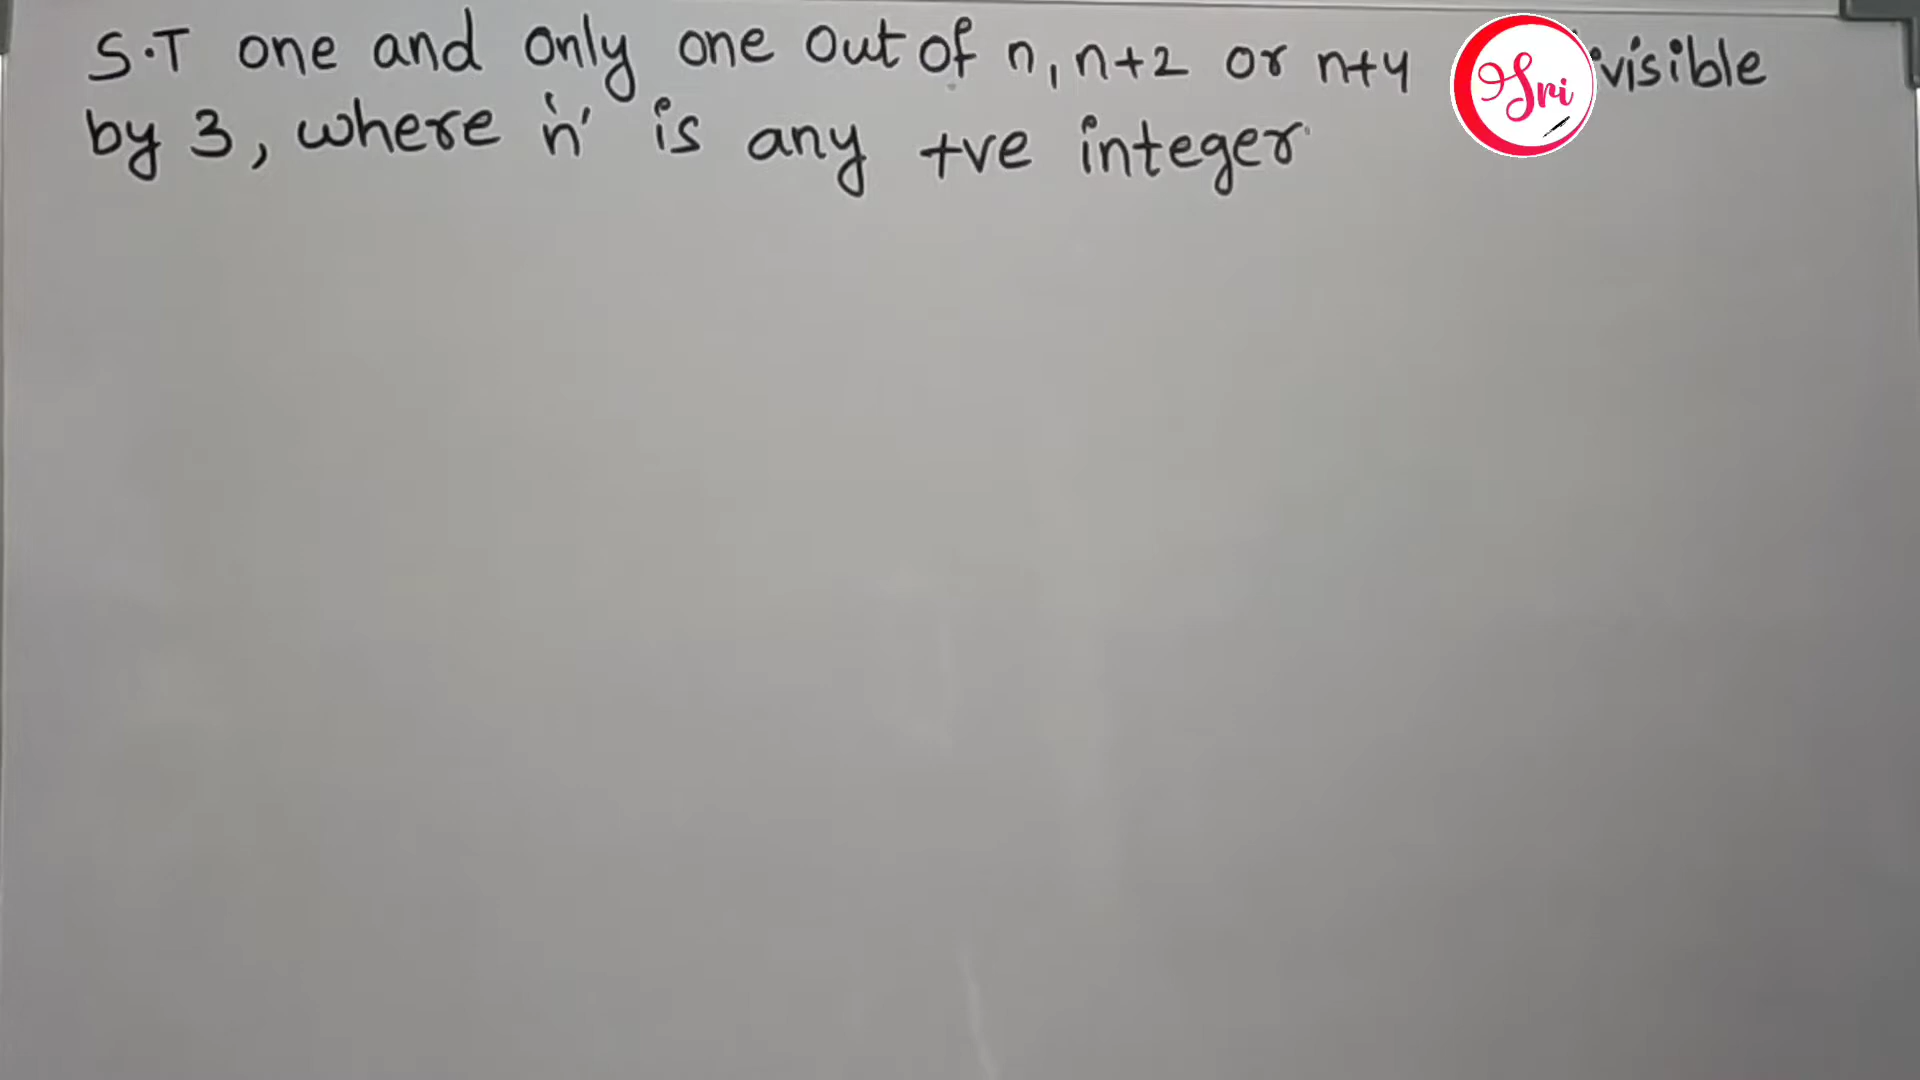 S.T one and only one out of n, n+2 or n+4 visible
by 3, where 'n' is any +ve integer
Sri